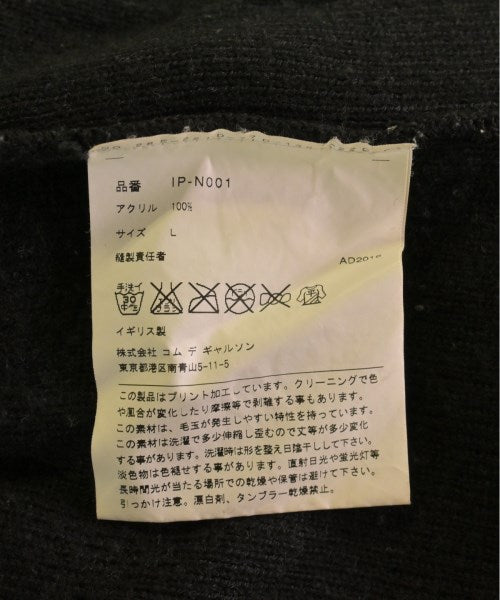 品番 IP-N001
アクリル 100%
サイズ L
縫製責任者
AD2018
手洗イ
30
中性
イギリス製
株式会社 コム デ ギャルソン
東京都港区南青山5-11-5
この製品はプリント加工しています。クリーニングで色
や風合が変化したり摩擦等で剥離する事もあります。
この素材は、毛玉が発生しやすい特性を持っています。
この素材は洗濯で多少伸縮し歪むので丈等が多少変化
する事があります。洗濯時は形を整え日陰干しして下さい。
淡色物は色褪せする事があります。直射日光や蛍光灯等
長時間光が当たる場所での乾燥や保管は避けて下さい。
引っかけ注意。漂白剤、タンブラー乾燥禁止。